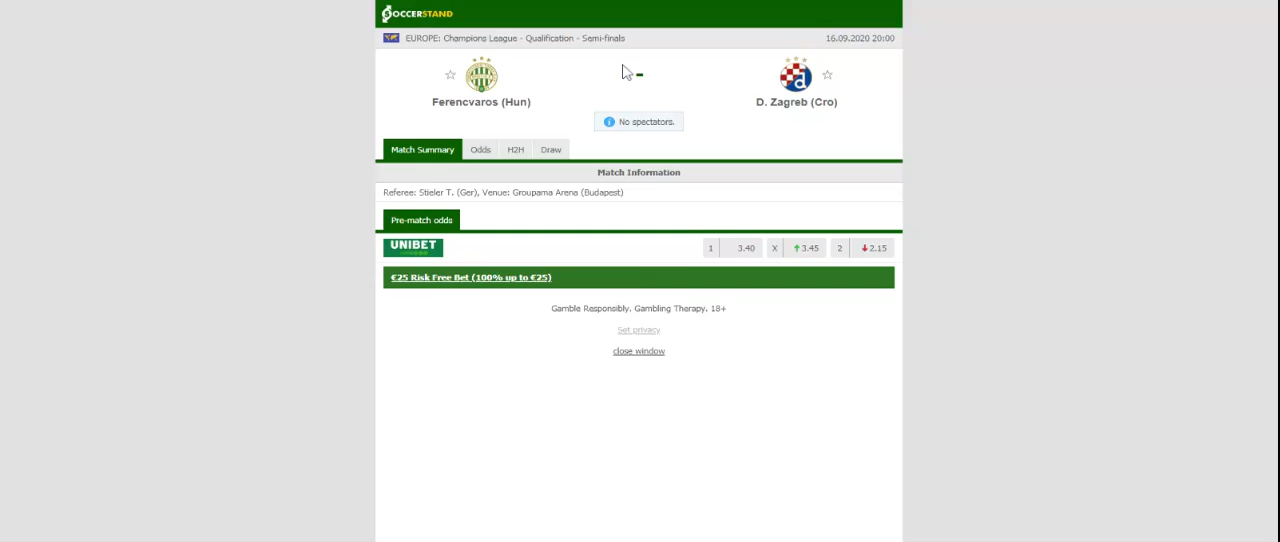 SOCCERSTAND
EUROPE: Champions League - Qualification - Semi-finals 16.09.2020 20:00
Ferencvaros (Hun) - D. Zagreb (Cro)
No spectators.
Match Summary Odds H2H Draw
Match Information
Referee: Stieler T. (Ger), Venue: Groupama Arena (Budapest)
Pre-match odds
UNIBET 1 3.40 X 3.45 2 2.15
€25 Risk Free Bet (100% up to €25)
Gamble Responsibly. Gambling Therapy. 18+
Set privacy
close window